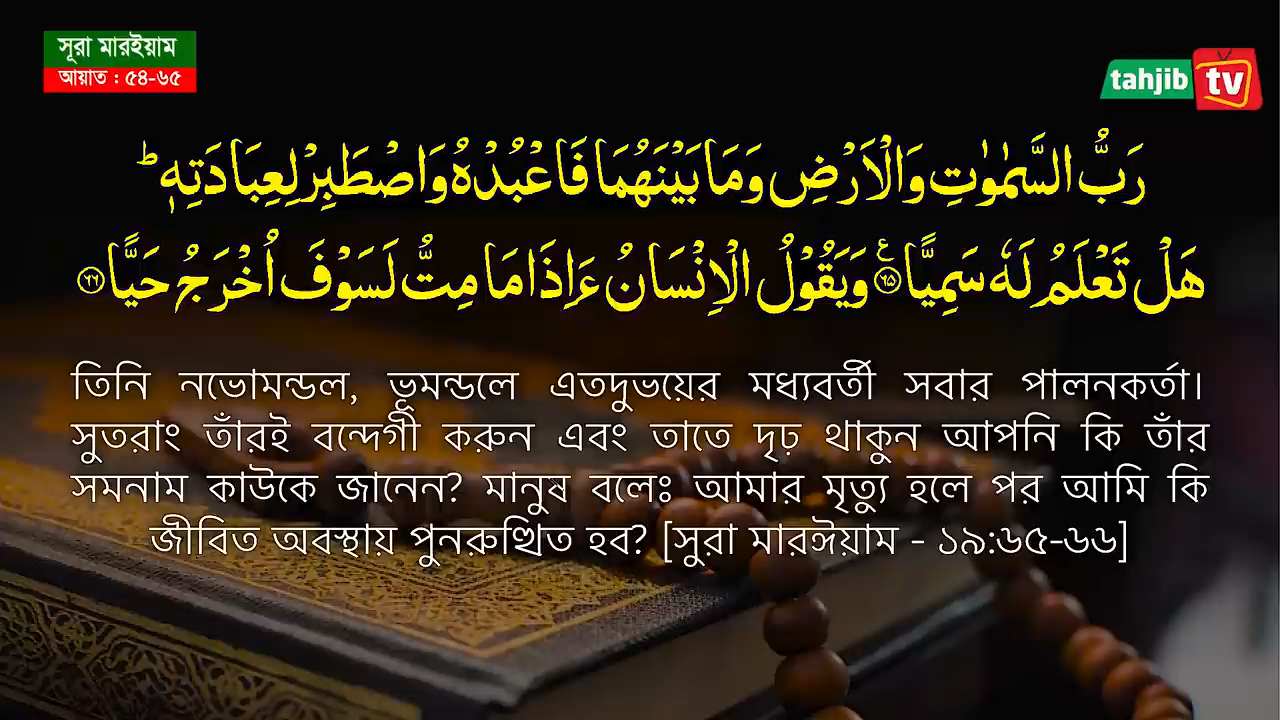 সূরা মারইয়াম
আয়াত : ৫৪-৬৫
tahjib tv
رَبُّ السَّمٰوٰتِ وَالْاَرْضِ وَمَا بَيْنَهُمَا فَاعْبُدْهُ وَاصْطَبِرْ لِعِبَادَتِهٖ ؕ
هَلْ تَعْلَمُ لَهٗ سَمِيًّا ۩ع ﴿٦٥﴾ وَيَقُوْلُ الْاِنْسَانُ ءَاِذَا مَا مِتُّ لَسَوْفَ اُخْرَجُ حَيًّا ﴿٦٦﴾
তিনি নভোমন্ডল, ভূমন্ডলে এতদুভয়ের মধ্যবর্তী সবার পালনকর্তা।
সুতরাং তাঁরই বন্দেগী করুন এবং তাতে দৃঢ় থাকুন আপনি কি তাঁর
সমনাম কাউকে জানেন? মানুষ বলেঃ আমার মৃত্যু হলে পর আমি কি
জীবিত অবস্থায় পুনরুত্থিত হব? [সুরা মারঈয়াম - ১৯:৬৫-৬৬]